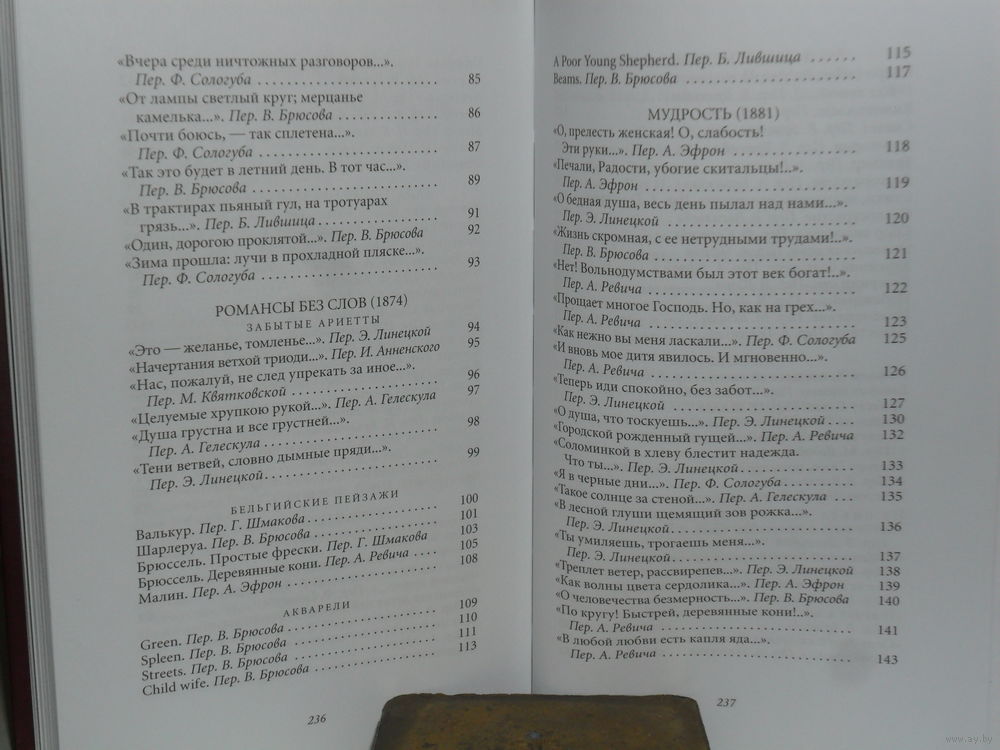 «Вчера среди ничтожных разговоров...».
Пер. Ф. Сологуба . . . . . . . . . . . . . . . . . . . . . . . . . 85
«От лампы светлый круг; мерцанье
камелька...». Пер. В. Брюсова . . . . . . . . . . . . . . 86
«Почти боюсь, — так сплетена...».
Пер. Ф. Сологуба . . . . . . . . . . . . . . . . . . . . . . . . . 87
«Так это будет в летний день. В тот час...».
Пер. В. Брюсова . . . . . . . . . . . . . . . . . . . . . . . . . . 89
«В трактирах пьяный гул, на тротуарах
грязь...». Пер. Б. Лившица . . . . . . . . . . . . . . . . . 91
«Один, дорогою проклятой...». Пер. В. Брюсова 92
«Зима прошла: лучи в прохладной пляске...».
Пер. Ф. Сологуба . . . . . . . . . . . . . . . . . . . . . . . . . 93
РОМАНСЫ БЕЗ СЛОВ (1874)
ЗАБЫТЫЕ АРИЕТТЫ
«Это — желанье, томленье...». Пер. Э. Линецкой 94
«Начертания ветхой триоди...». Пер. И. Анненского 95
«Нас, пожалуй, не след упрекать за иное...».
Пер. М. Квятковской . . . . . . . . . . . . . . . . . . . . . 96
«Целуемые хрупкою рукой...». Пер. А. Гелескула 97
«Душа грустна и все грустней...».
Пер. А. Гелескула . . . . . . . . . . . . . . . . . . . . . . . . 98
«Тени ветвей, словно дымные пряди...».
Пер. Э. Линецкой . . . . . . . . . . . . . . . . . . . . . . . . 99
БЕЛЬГИЙСКИЕ ПЕЙЗАЖИ
Валькур. Пер. Г. Шмакова . . . . . . . . . . . . . . . . . . 100
Шарлеруа. Пер. В. Брюсова . . . . . . . . . . . . . . . . . 101
Брюссель. Простые фрески. Пер. Г. Шмакова 103
Брюссель. Деревянные кони. Пер. А. Ревича . . . . 105
Малин. Пер. А. Эфрон . . . . . . . . . . . . . . . . . . . . . 108
АКВАРЕЛИ
Green. Пер. В. Брюсова . . . . . . . . . . . . . . . . . . . . 109
Spleen. Пер. В. Брюсова . . . . . . . . . . . . . . . . . . . 110
Streets. Пер. В. Брюсова . . . . . . . . . . . . . . . . . . . 111
Child wife. Пер. В. Брюсова . . . . . . . . . . . . . . . . . 113
236
A Poor Young Shepherd. Пер. Б. Лившица . . . . . . 115
Beams. Пер. В. Брюсова . . . . . . . . . . . . . . . . . . . . . 117
МУДРОСТЬ (1881)
«О, прелесть женская! О, слабость!
Эти руки...». Пер. А. Эфрон . . . . . . . . . . . . . . . 118
«Печали, Радости, убогие скитальцы!..».
Пер. А. Эфрон . . . . . . . . . . . . . . . . . . . . . . . . . . . 119
«О бедная душа, весь день пылал над нами...».
Пер. Э. Линецкой . . . . . . . . . . . . . . . . . . . . . . . . 120
«Жизнь скромная, с ее нетрудными трудами!..».
Пер. В. Брюсова . . . . . . . . . . . . . . . . . . . . . . . . . 121
«Нет! Вольнодумствами был этот век богат!..».
Пер. А. Ревича . . . . . . . . . . . . . . . . . . . . . . . . . . 122
«Прощает многое Господь. Но, как на грех...».
Пер. А. Ревича . . . . . . . . . . . . . . . . . . . . . . . . . . 123
«Как нежно вы меня ласкали...». Пер. Ф. Сологуба 125
«И вновь мое дитя явилось. И мгновенно...».
Пер. А. Ревича . . . . . . . . . . . . . . . . . . . . . . . . . . 126
«Теперь иди спокойно, без забот...».
Пер. Э. Линецкой . . . . . . . . . . . . . . . . . . . . . . . . 127
«О душа, что тоскуешь...». Пер. Э. Линецкой . . . . 130
«Городской рожденный гущей...». Пер. А. Ревича 132
«Соломинкой в хлеву блестит надежда.
Что ты...». Пер. Э. Линецкой . . . . . . . . . . . . . . . 133
«Я в черные дни...». Пер. Ф. Сологуба . . . . . . . . . . 134
«Такое солнце за стеной...». Пер. А. Гелескула . . . 135
«В лесной глуши щемящий зов рожка...».
Пер. Э. Линецкой . . . . . . . . . . . . . . . . . . . . . . . . 136
«Ты умиляешь, трогаешь меня...».
Пер. Э. Линецкой . . . . . . . . . . . . . . . . . . . . . . . . 137
«Треплет ветер, рассвирепев...». Пер. Э. Линецкой 138
«Как волны цвета сердолика...». Пер. А. Эфрон 139
«О человечества безмерность...». Пер. В. Брюсова 140
«По кругу! Быстрей, деревянные кони!..».
Пер. А. Ревича . . . . . . . . . . . . . . . . . . . . . . . . . . 141
«В любой любви есть капля яда...».
Пер. А. Ревича . . . . . . . . . . . . . . . . . . . . . . . . . . 143
237
www.ay.by